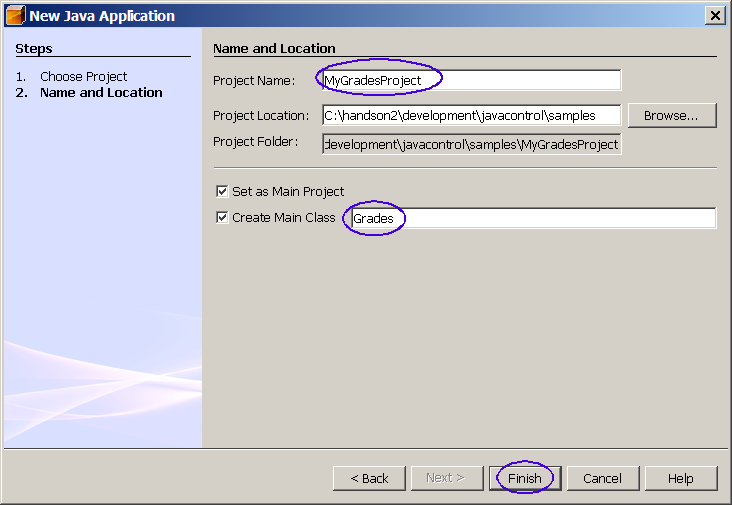 New Java Application
Steps
1. Choose Project
2. Name and Location
Name and Location
Project Name: MyGradesProject
Project Location: C:\handson2\development\javacontrol\samples Browse...
Project Folder: development\javacontrol\samples\MyGradesProject
Set as Main Project
Create Main Class Grades
< Back Next > Finish Cancel Help